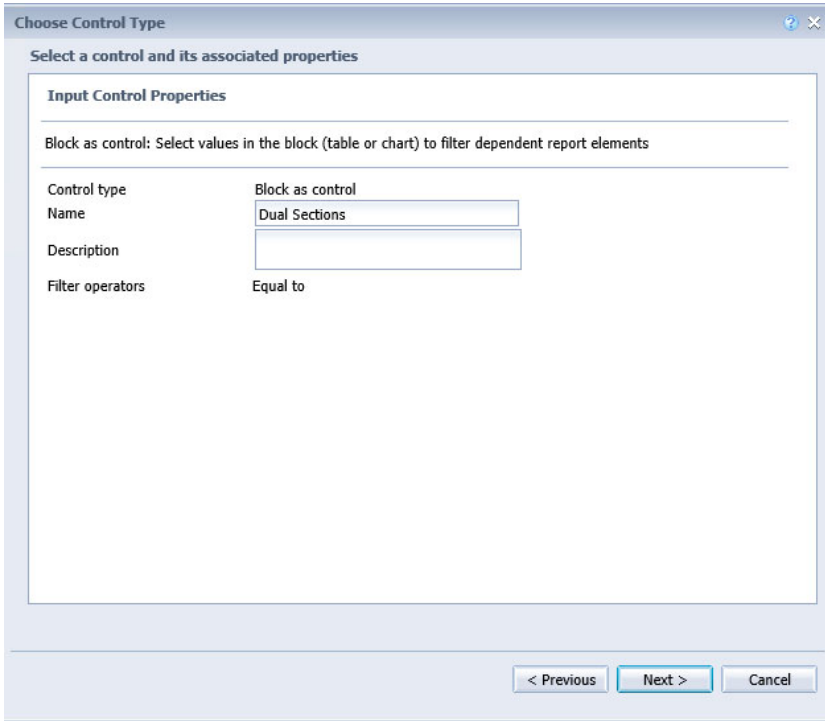 Choose Control Type
Select a control and its associated properties
Input Control Properties
Block as control: Select values in the block (table or chart) to filter dependent report elements
Control type Block as control
Name Dual Sections
Description
Filter operators Equal to
< Previous Next > Cancel